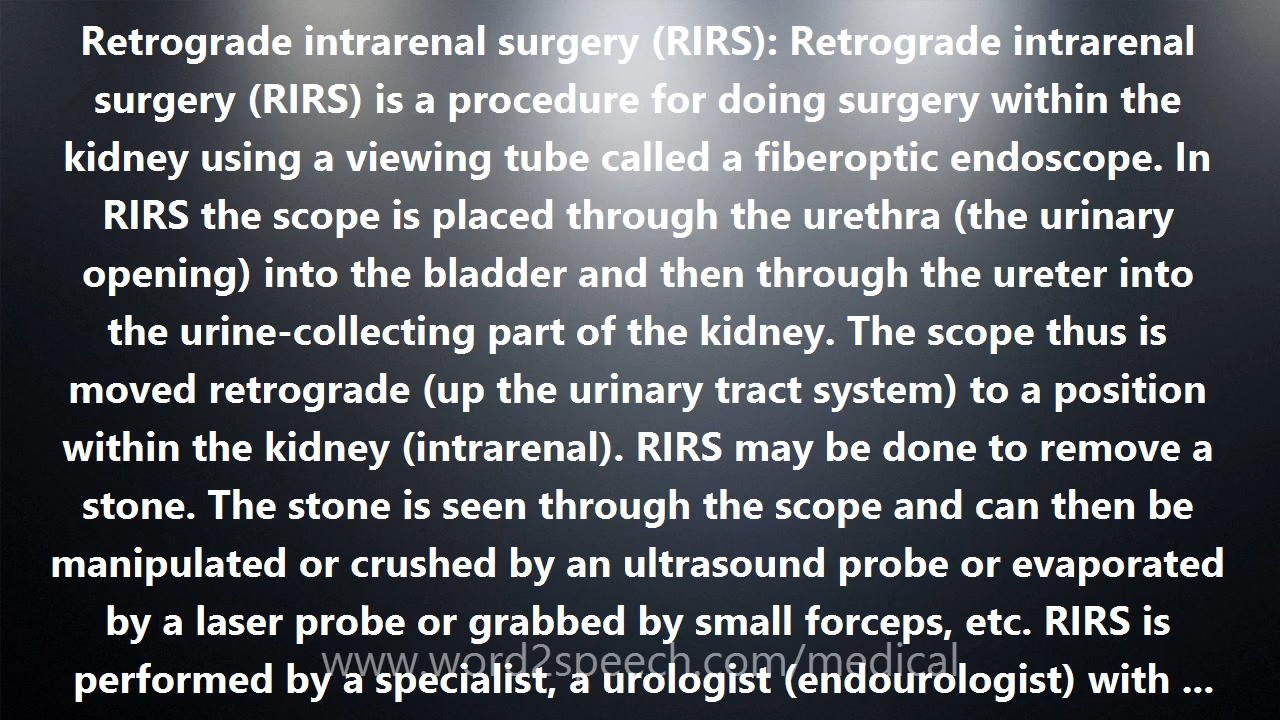 Retrograde intrarenal surgery (RIRS): Retrograde intrarenal
surgery (RIRS) is a procedure for doing surgery within the
kidney using a viewing tube called a fiberoptic endoscope. In
RIRS the scope is placed through the urethra (the urinary
opening) into the bladder and then through the ureter into
the urine-collecting part of the kidney. The scope thus is
moved retrograde (up the urinary tract system) to a position
within the kidney (intrarenal). RIRS may be done to remove a
stone. The stone is seen through the scope and can then be
manipulated or crushed by an ultrasound probe or evaporated
by a laser probe or grabbed by small forceps, etc. RIRS is
www.word2speech.com/medical
performed by a specialist, a urologist (endourologist) with ...